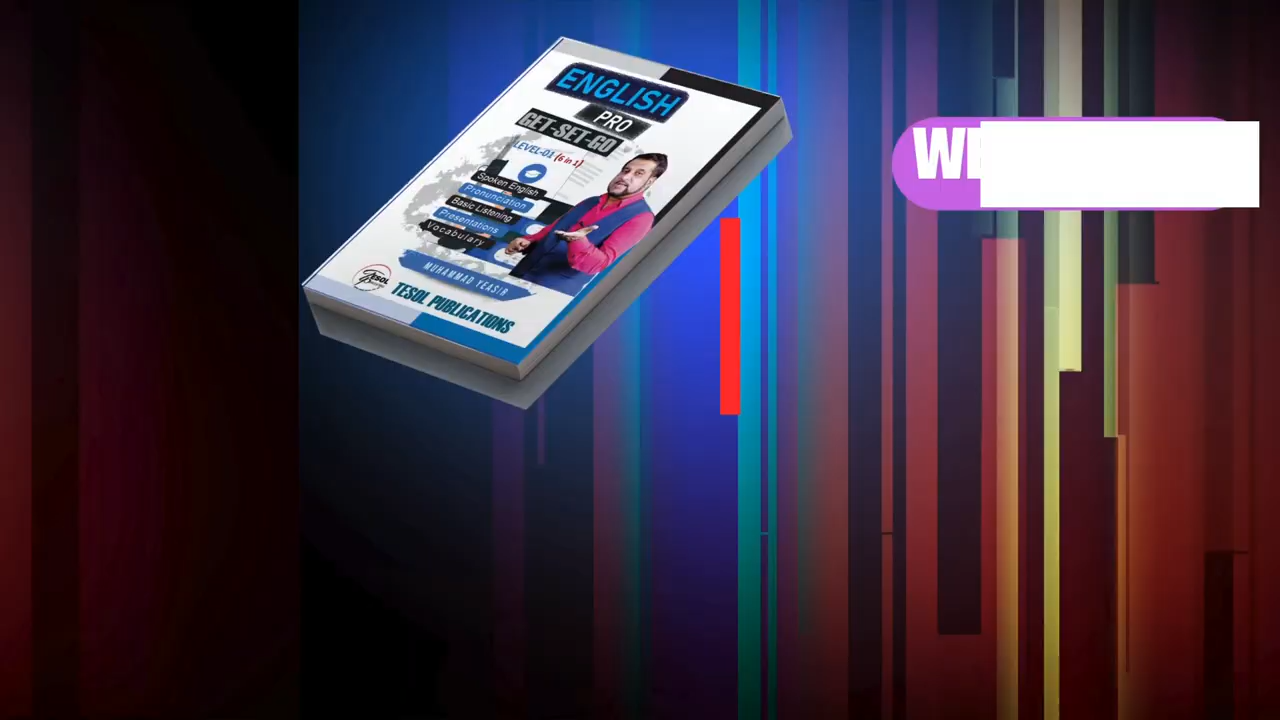 ENGLISH
PRO
GET-SET-GO
LEVEL-01 (6 in 1)
Spoken English
Pronunciation
Basic Listening
Presentations
Vocabulary
MUHAMMAD YEASIR
TESOL
TESOL PUBLICATIONS